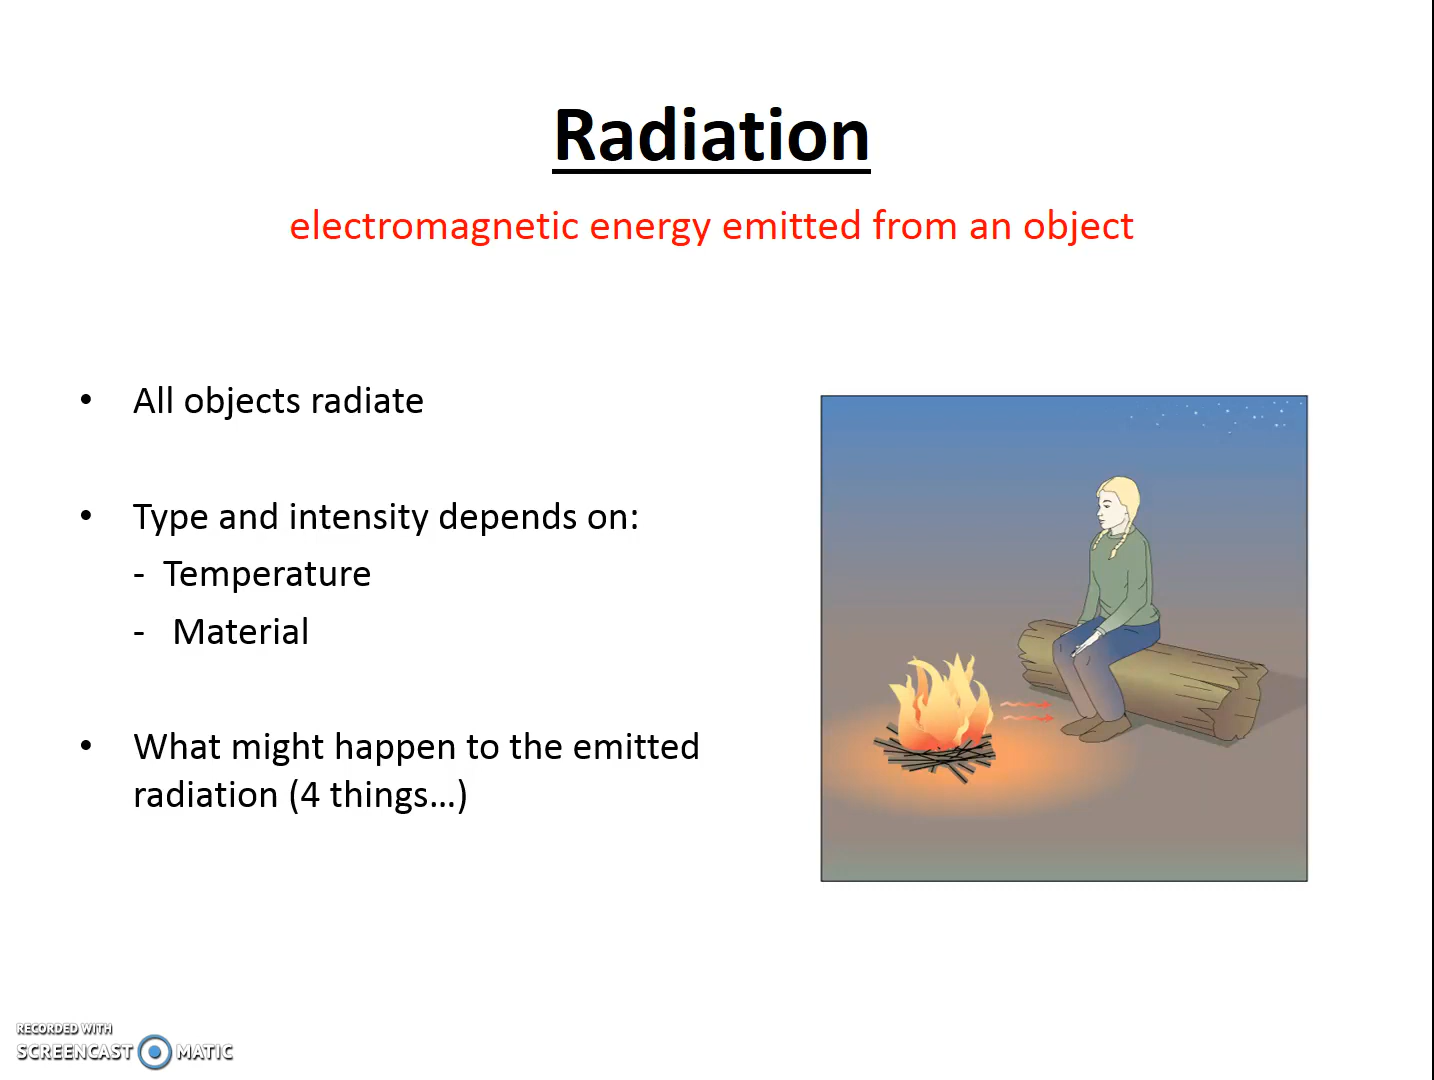 Radiation
electromagnetic energy emitted from an object
• All objects radiate
• Type and intensity depends on:
- Temperature
- Material
• What might happen to the emitted
radiation (4 things...)
RECORDED WITH
SCREENCAST MATIC